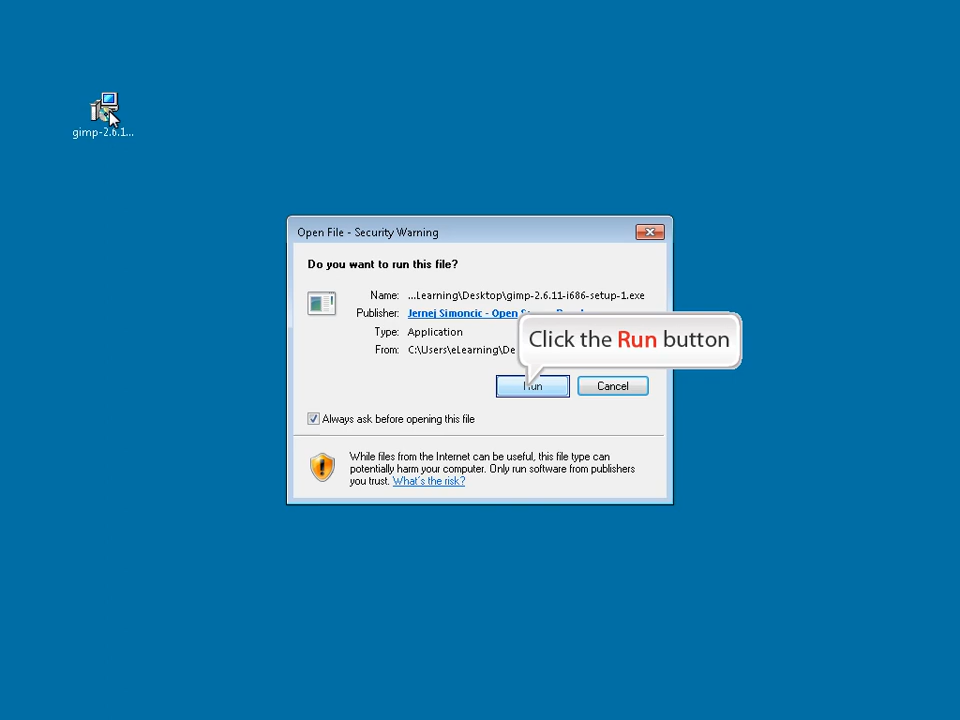 gimp-2.6.1...
Open File - Security Warning
Do you want to run this file?
Name: ...Learning\Desktop\gimp-2.6.11-i686-setup-1.exe
Publisher: Jernej Simoncic - Open
Type: Application
From: C:\Users\eLearning\De
Click the Run button
Run Cancel
Always ask before opening this file
While files from the Internet can be useful, this file type can
potentially harm your computer. Only run software from publishers
you trust. What's the risk?